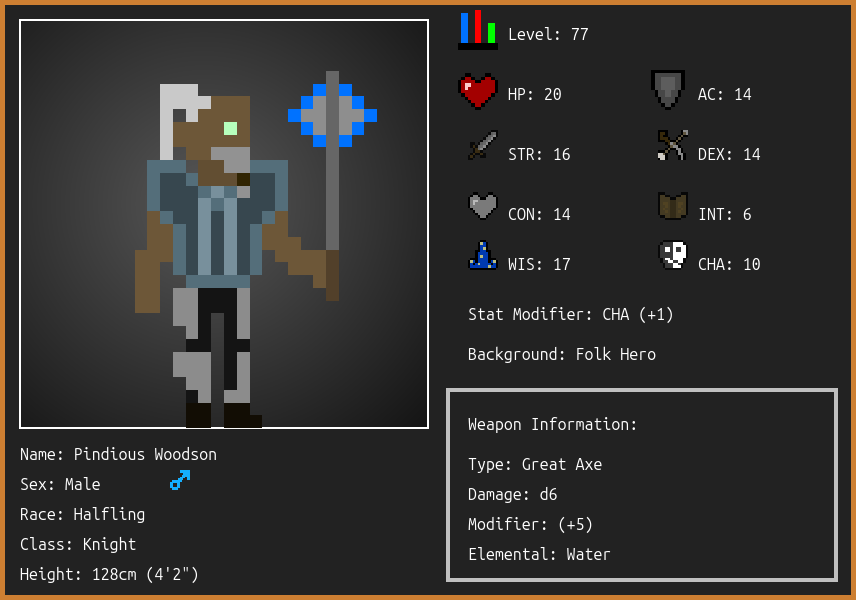 Level: 77
HP: 20
AC: 14
STR: 16
DEX: 14
CON: 14
INT: 6
WIS: 17
CHA: 10
Stat Modifier: CHA (+1)
Background: Folk Hero
Weapon Information:
Type: Great Axe
Damage: d6
Modifier: (+5)
Elemental: Water
Name: Pindious Woodson
Sex: Male
Race: Halfling
Class: Knight
Height: 128cm (4'2")